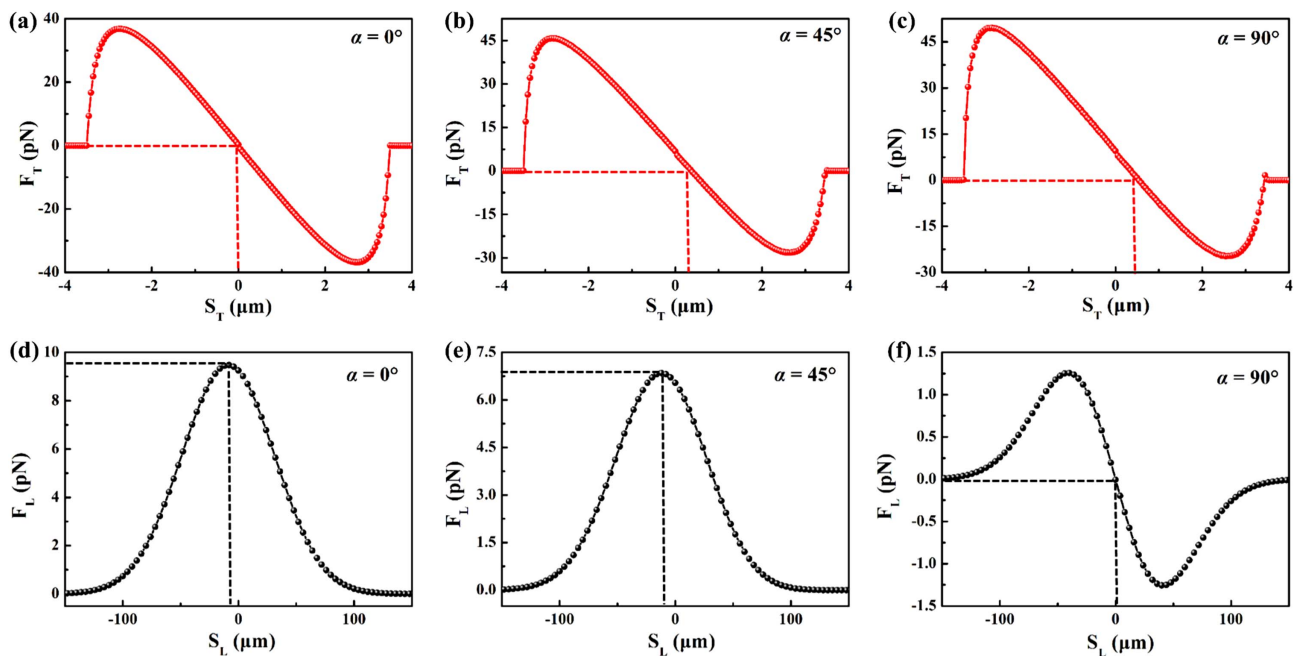 (a)
α = 0°
40
20
0
-20
-40
F_T (pN)
-4 -2 0 2 4
S_T (μm)
(b)
α = 45°
45
30
15
0
-15
-30
F_T (pN)
-4 -2 0 2 4
S_T (μm)
(c)
α = 90°
45
30
15
0
-15
-30
F_T (pN)
-4 -2 0 2 4
S_T (μm)
(d)
α = 0°
10
8
6
4
2
0
F_L (pN)
-100 0 100
S_L (μm)
(e)
α = 45°
7.5
6.0
4.5
3.0
1.5
0.0
F_L (pN)
-100 0 100
S_L (μm)
(f)
α = 90°
1.5
1.0
0.5
0.0
-0.5
-1.0
-1.5
F_L (pN)
-100 0 100
S_L (μm)